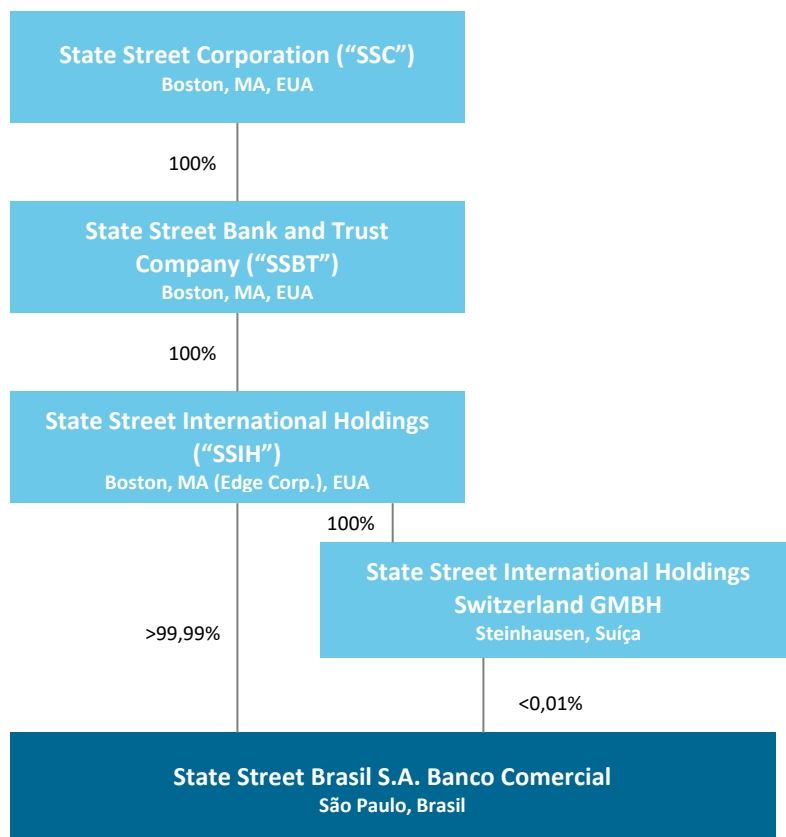 State Street Corporation (“SSC”)
Boston, MA, EUA
100%
State Street Bank and Trust
Company (“SSBT”)
Boston, MA, EUA
100%
State Street International Holdings
(“SSIH”)
Boston, MA (Edge Corp.), EUA
100%
State Street International Holdings
Switzerland GMBH
Steinhausen, Suíça
>99,99%
<0,01%
State Street Brasil S.A. Banco Comercial
São Paulo, Brasil